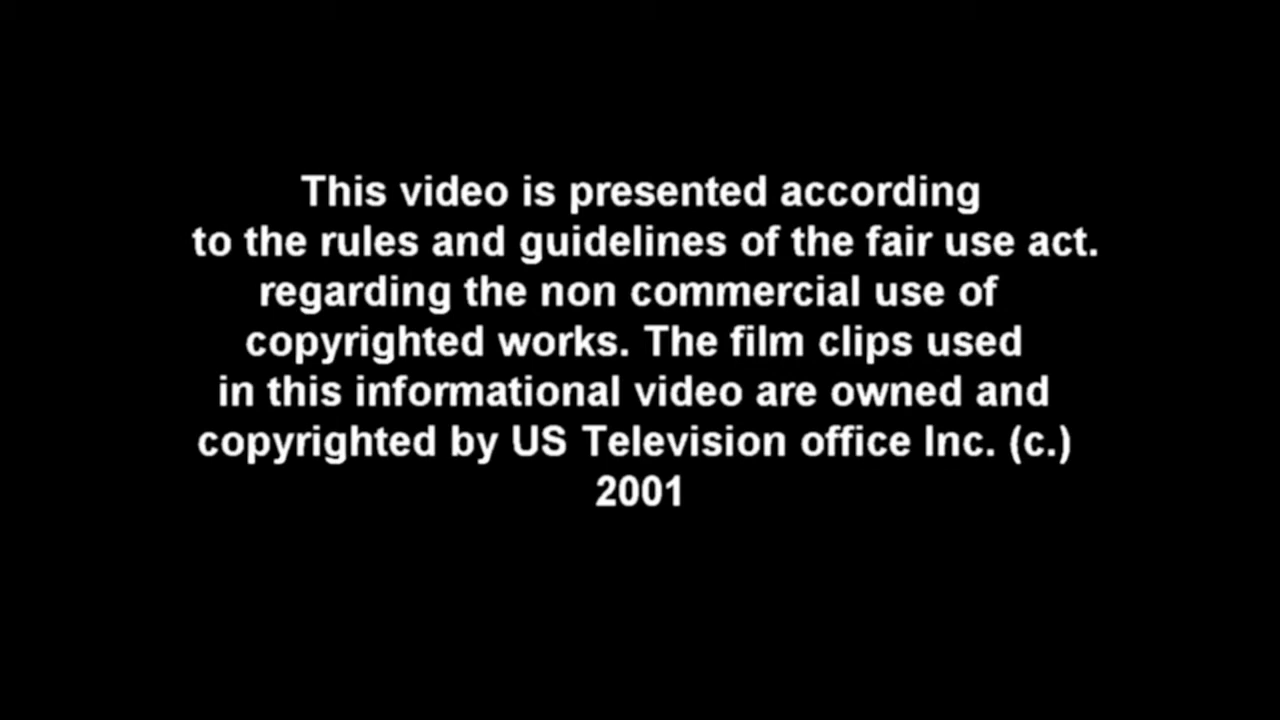 This video is presented according
to the rules and guidelines of the fair use act.
regarding the non commercial use of
copyrighted works. The film clips used
in this informational video are owned and
copyrighted by US Television office Inc. (c.)
2001